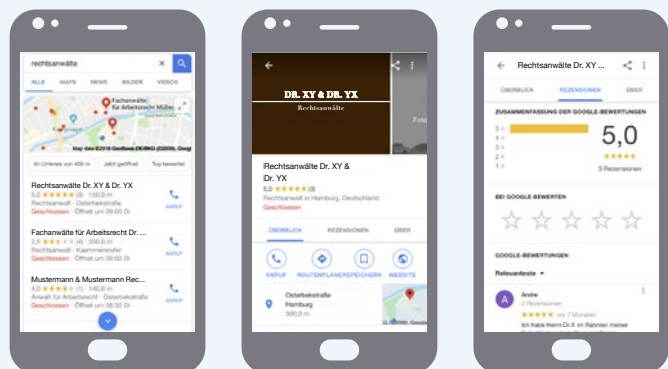 rechtsanwälte
ALLE MAPS NEWS BILDER VIDEOS
Fachanwälte
für Arbeitsrecht Müller
Im Umkreis von 400 m Jetzt geöffnet Top bewertet
Rechtsanwälte Dr. XY & Dr. YX
5,0 (3) · 150,0 m
Rechtsanwalt · Osterbekstraße
Geschlossen · Öffnet um 09:00 Di
ANRUF
Fachanwälte für Arbeitsrecht Dr. ...
2,5 (4) · 300,0 m
Rechtsanwalt · Kaemmererufer
Geschlossen · Öffnet um 09:00 Di
ANRUF
Mustermann & Mustermann Rec...
4,0 (1) · 140,6 m
Anwalt für Arbeitsrecht · Osterbekstraße
Geschlossen · Öffnet um 08:30 Di
ANRUF
DR. XY & DR. YX
Rechtsanwälte
Foto
Rechtsanwälte Dr. XY &
Dr. YX
5,0 (3)
Rechtsanwalt in Hamburg, Deutschland
Geschlossen
ÜBERBLICK REZENSIONEN ÜBER
ANRUF ROUTENPLANER SPEICHERN WEBSITE
Osterbekstraße
Hamburg
300,0 m
Rechtsanwälte Dr. XY ...
ÜBERBLICK REZENSIONEN ÜBER
ZUSAMMENFASSUNG DER GOOGLE-BEWERTUNGEN
5
4
3
2
1
5,0
3 Rezensionen
BEI GOOGLE BEWERTEN
GOOGLE-BEWERTUNGEN
Relevanteste
A
Andre
2 Rezensionen
vor 7 Monaten
Ich habe Herrn Dr.X im Rahmen meiner